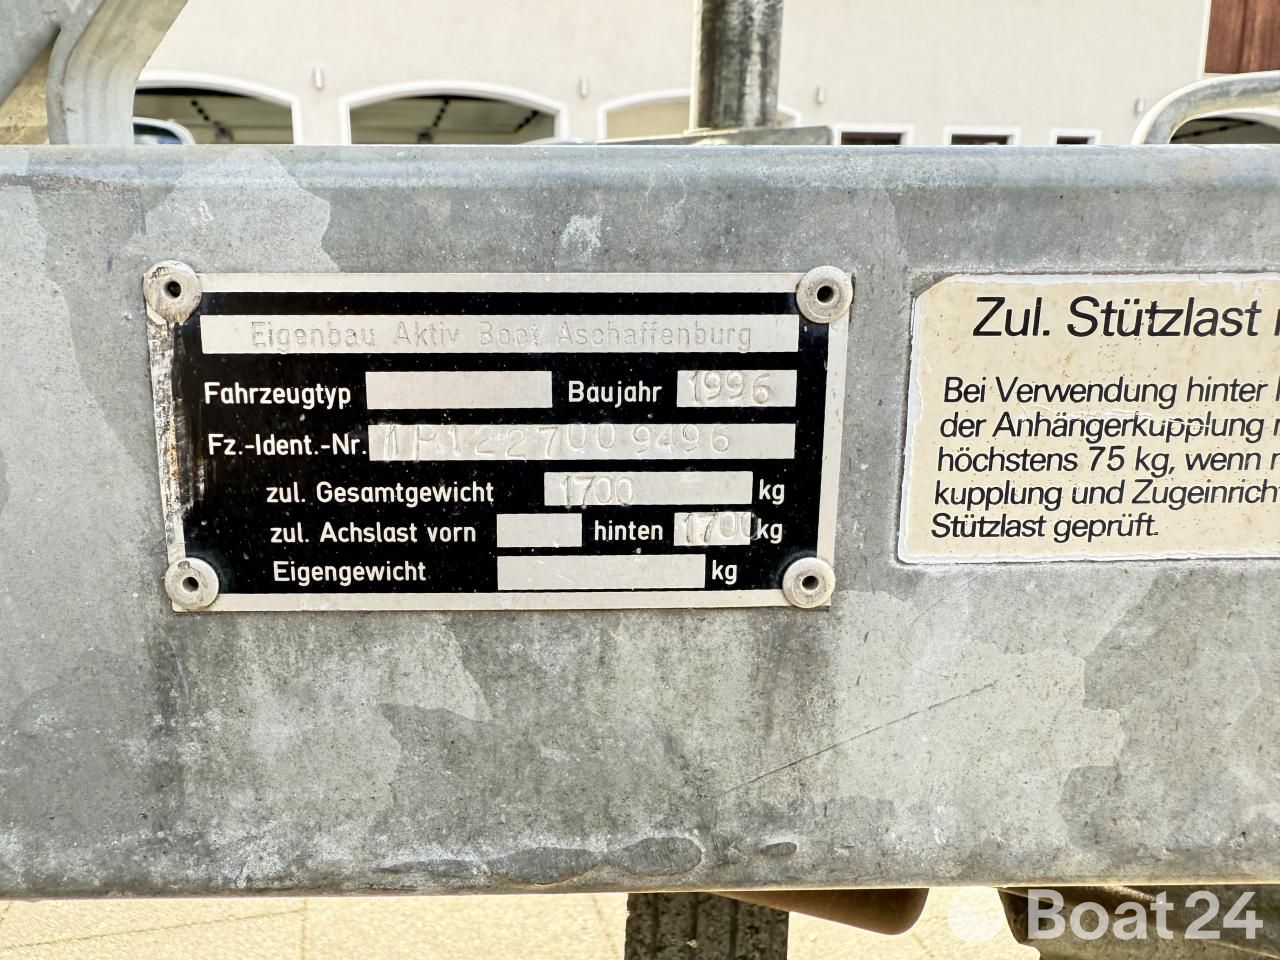 Eigenbau Aktiv Boot Aschaffenburg
Fahrzeugtyp Baujahr 1996
Fz.-Ident.-Nr. 1P1227009496
zul. Gesamtgewicht 1700 kg
zul. Achslast vorn hinten 1700 kg
Eigengewicht kg
Zul. Stützlast
Bei Verwendung hinter
der Anhängerkupplung
höchstens 75 kg, wenn
kupplung und Zugeinricht
Stützlast geprüft.
Boat24